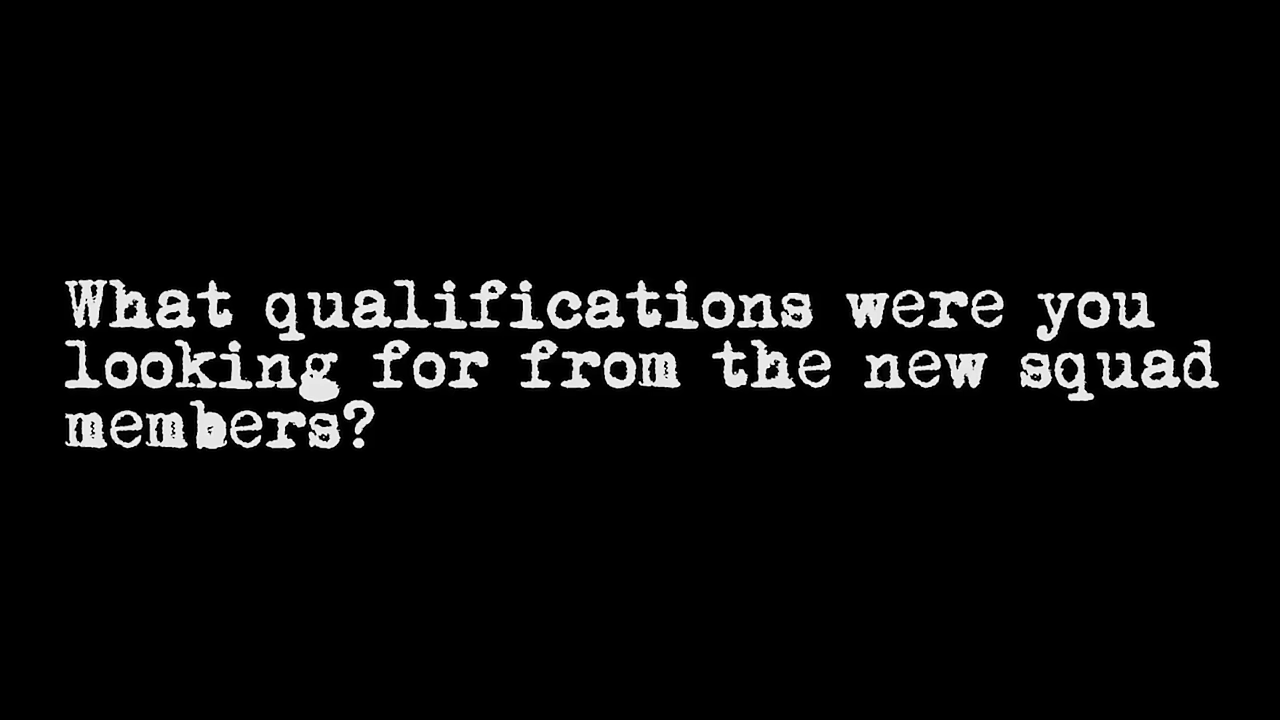 What qualifications were you
looking for from the new squad
members?